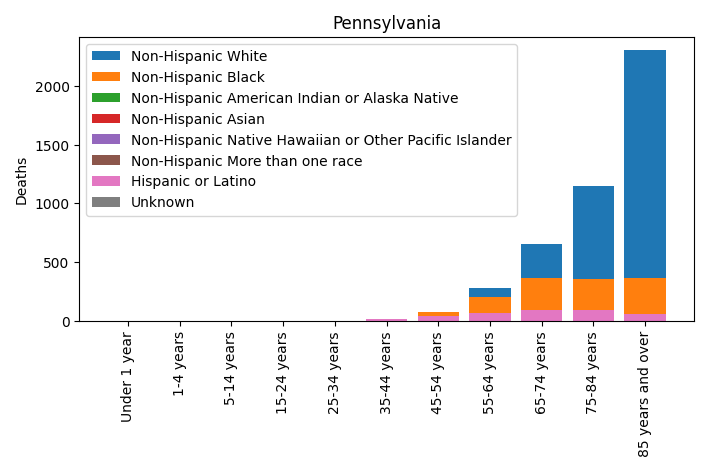 Pennsylvania
Non-Hispanic White
Non-Hispanic Black
Non-Hispanic American Indian or Alaska Native
Non-Hispanic Asian
Non-Hispanic Native Hawaiian or Other Pacific Islander
Non-Hispanic More than one race
Hispanic or Latino
Unknown
Deaths
2000
1500
1000
500
0
Under 1 year
1-4 years
5-14 years
15-24 years
25-34 years
35-44 years
45-54 years
55-64 years
65-74 years
75-84 years
85 years and over